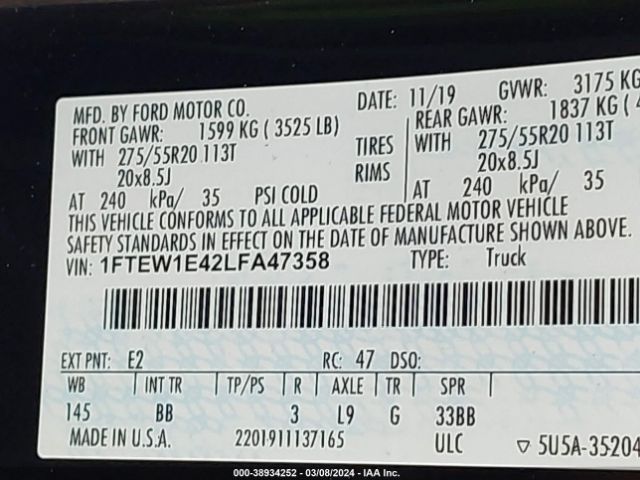 MFD. BY FORD MOTOR CO. DATE: 11/19 GVWR: 3175 KG
FRONT GAWR: 1599 KG ( 3525 LB) REAR GAWR: 1837 KG (
WITH 275/55R20 113T TIRES WITH 275/55R20 113T
20x8.5J RIMS 20x8.5J
AT 240 kPa/ 35 PSI COLD AT 240 kPa/ 35
THIS VEHICLE CONFORMS TO ALL APPLICABLE FEDERAL MOTOR VEHICLE
SAFETY STANDARDS IN EFFECT ON THE DATE OF MANUFACTURE SHOWN ABOVE.
VIN: 1FTEW1E42LFA47358 TYPE: Truck
EXT PNT: E2 RC: 47 DSO:
WB INT TR TP/PS R AXLE TR SPR
145 BB 3 L9 G 33BB
MADE IN U.S.A. 2201911137165 ULC ▽ 5U5A-35204
000-38934252 - 03/08/2024 - IAA Inc.